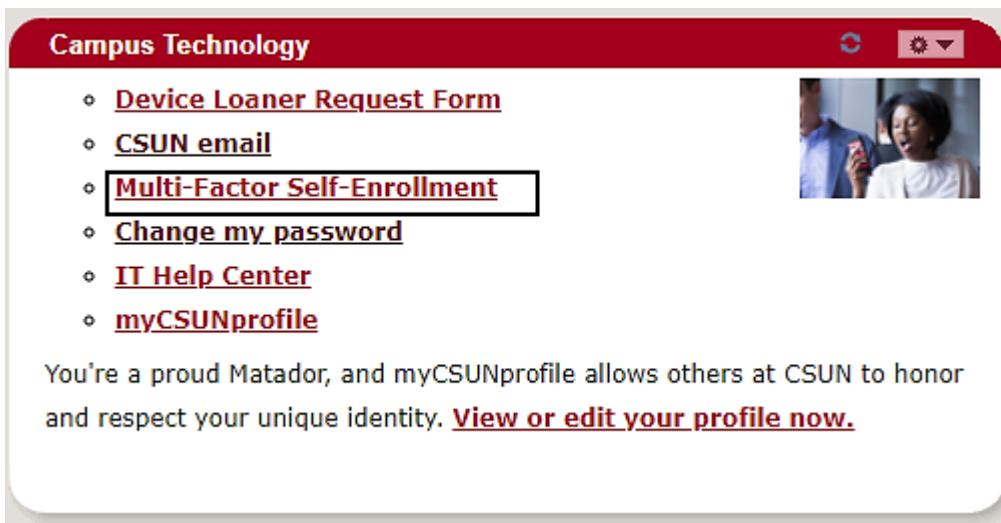 Campus Technology
Device Loaner Request Form
CSUN email
Multi-Factor Self-Enrollment
Change my password
IT Help Center
myCSUNprofile
You're a proud Matador, and myCSUNprofile allows others at CSUN to honor
and respect your unique identity. View or edit your profile now.